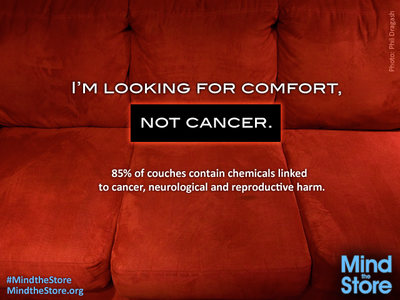 Photo: Phil Dragash
I'M LOOKING FOR COMFORT,
NOT CANCER.
85% of couches contain chemicals linked
to cancer, neurological and reproductive harm.
#MindtheStore
MindtheStore.org
Mind
the
Store